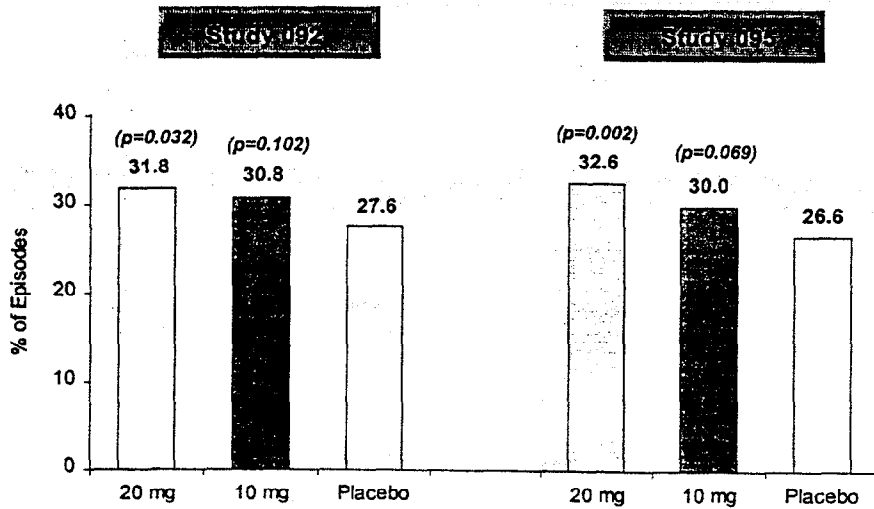 Study 092
Study 095
% of Episodes
40
30
20
10
0
(p=0.032)
31.8
(p=0.102)
30.8
27.6
(p=0.002)
32.6
(p=0.069)
30.0
26.6
20 mg
10 mg
Placebo
20 mg
10 mg
Placebo